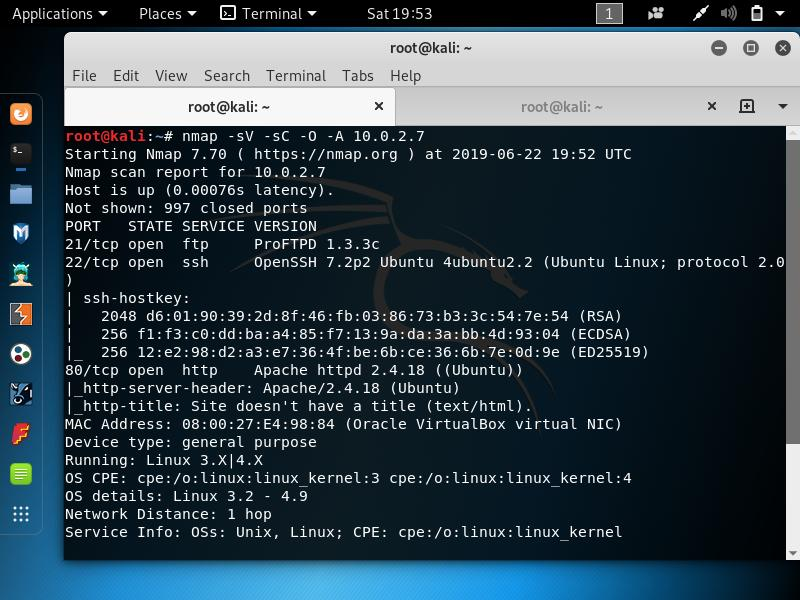 Applications Places Terminal Sat 19:53 1
root@kali: ~
File Edit View Search Terminal Tabs Help
root@kali: ~ root@kali: ~
root@kali:~# nmap -sV -sC -O -A 10.0.2.7
Starting Nmap 7.70 ( https://nmap.org ) at 2019-06-22 19:52 UTC
Nmap scan report for 10.0.2.7
Host is up (0.00076s latency).
Not shown: 997 closed ports
PORT   STATE SERVICE VERSION
21/tcp open  ftp     ProFTPD 1.3.3c
22/tcp open  ssh     OpenSSH 7.2p2 Ubuntu 4ubuntu2.2 (Ubuntu Linux; protocol 2.0
)
| ssh-hostkey:
|   2048 d6:01:90:39:2d:8f:46:fb:03:86:73:b3:3c:54:7e:54 (RSA)
|   256 f1:f3:c0:dd:ba:a4:85:f7:13:9a:da:3a:bb:4d:93:04 (ECDSA)
|_  256 12:e2:98:d2:a3:e7:36:4f:be:6b:ce:36:6b:7e:0d:9e (ED25519)
80/tcp open  http    Apache httpd 2.4.18 ((Ubuntu))
|_http-server-header: Apache/2.4.18 (Ubuntu)
|_http-title: Site doesn't have a title (text/html).
MAC Address: 08:00:27:E4:98:84 (Oracle VirtualBox virtual NIC)
Device type: general purpose
Running: Linux 3.X|4.X
OS CPE: cpe:/o:linux:linux_kernel:3 cpe:/o:linux:linux_kernel:4
OS details: Linux 3.2 - 4.9
Network Distance: 1 hop
Service Info: OSs: Unix, Linux; CPE: cpe:/o:linux:linux_kernel